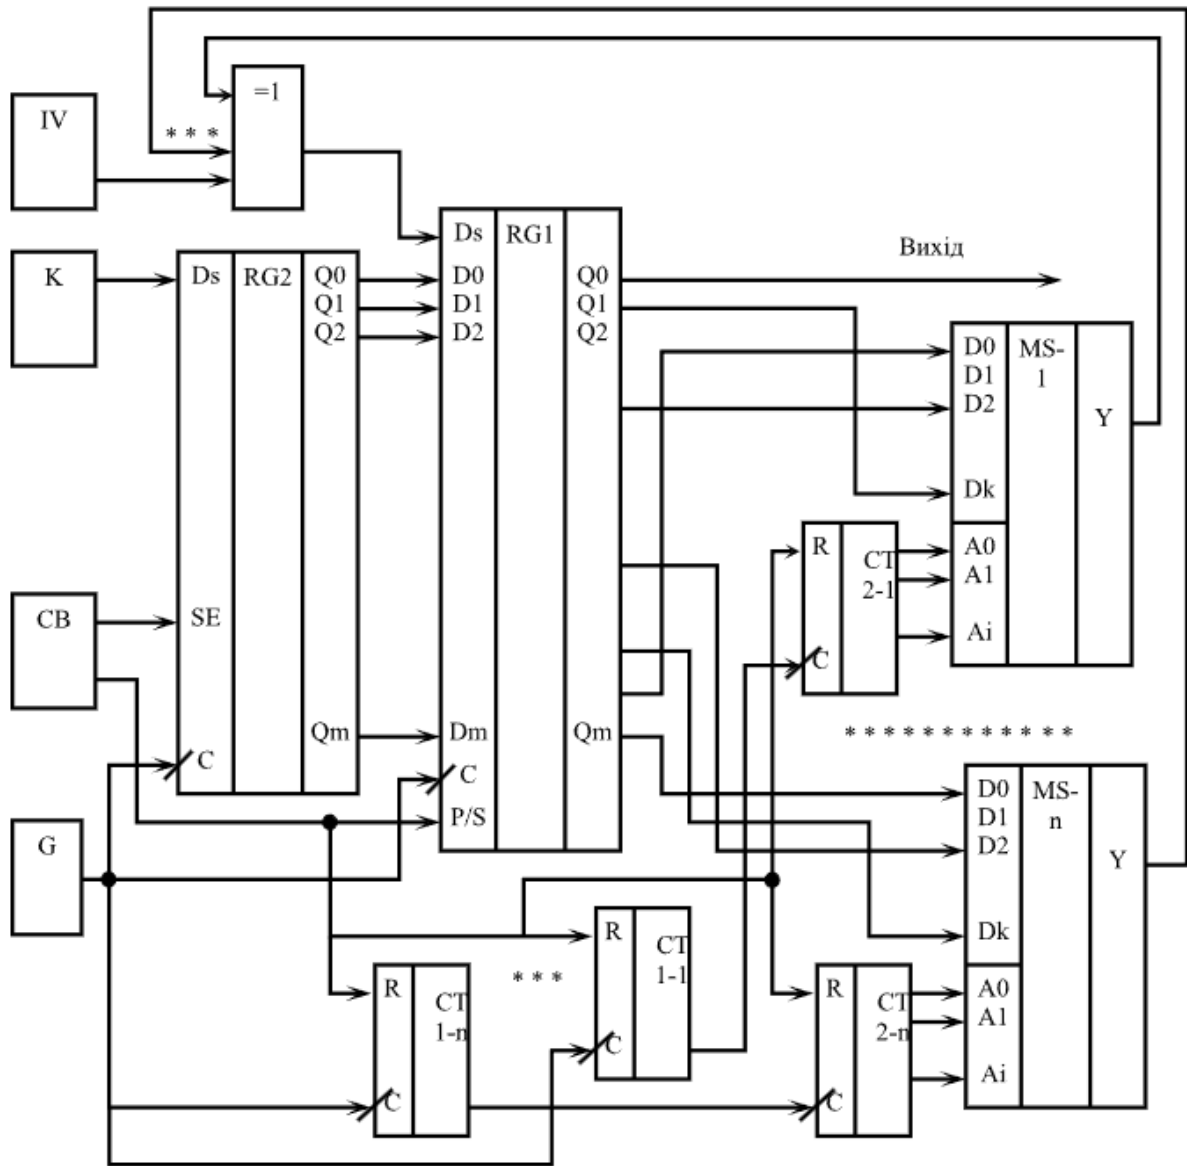 =1
IV
* * *
Ds
RG1
Вихід
K
Ds
RG2
Q0
Q1
Q2
D0
D1
D2
Q0
Q1
Q2
D0
D1
D2
MS-
1
Y
Dk
R
CT
2-1
C
A0
A1
Ai
CB
SE
Qm
C
Dm
C
P/S
Qm
* * * * * * * * * * * *
D0
D1
D2
MS-
n
Y
Dk
G
R
CT
1-1
C
* * *
R
CT
1-n
C
R
CT
2-n
C
A0
A1
Ai